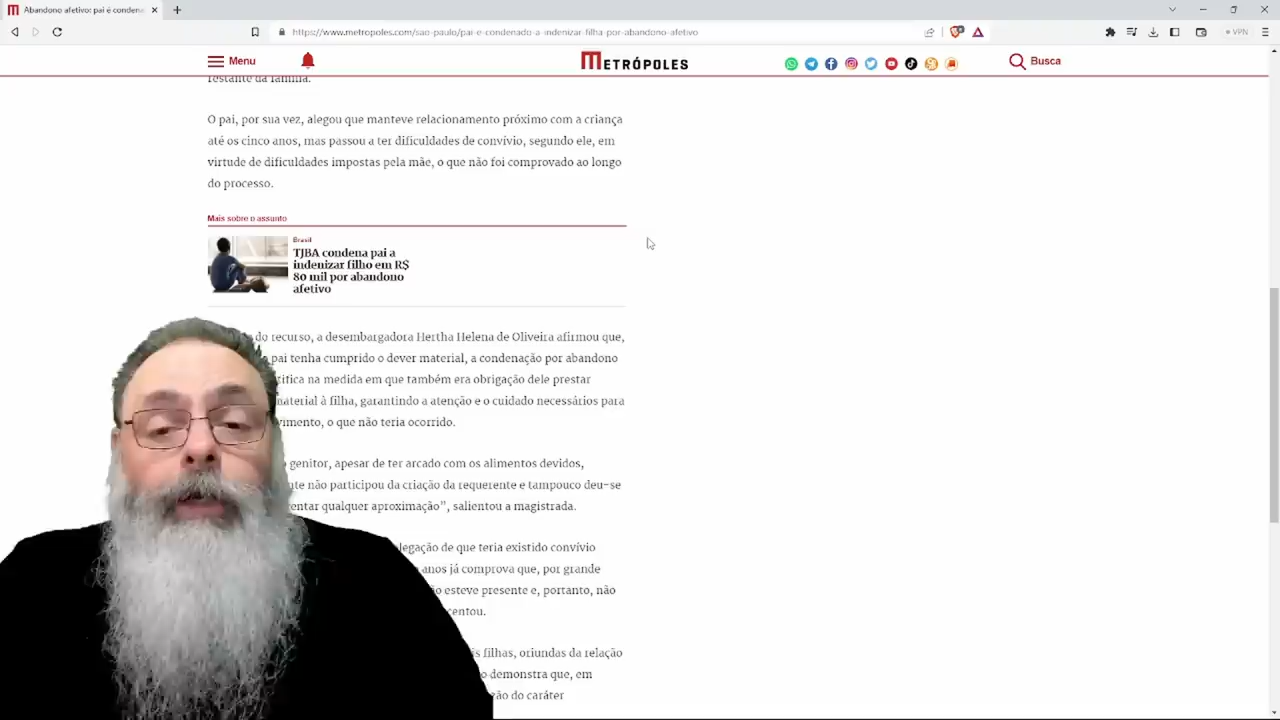 Abandono afetivo: pai é condena
https://www.metropoles.com/sao-paulo/pai-e-condenado-a-indenizar-filha-por-abandono-afetivo
VPN
Menu
METRÓPOLES
Busca
restante da família.
O pai, por sua vez, alegou que manteve relacionamento próximo com a criança
até os cinco anos, mas passou a ter dificuldades de convívio, segundo ele, em
virtude de dificuldades impostas pela mãe, o que não foi comprovado ao longo
do processo.
Mais sobre o assunto
Brasil
TJBA condena pai a
indenizar filho em R$
80 mil por abandono
afetivo
do recurso, a desembargadora Hertha Helena de Oliveira afirmou que,
pai tenha cumprido o dever material, a condenação por abandono
na medida em que também era obrigação dele prestar
à filha, garantindo a atenção e o cuidado necessários para
o que não teria ocorrido.
genitor, apesar de ter arcado com os alimentos devidos,
não participou da criação da requerente e tampouco deu-se
qualquer aproximação", salientou a magistrada.
de que teria existido convívio
anos já comprova que, por grande
esteve presente e, portanto, não
filhas, oriundas da relação
demonstra que, em
do caráter